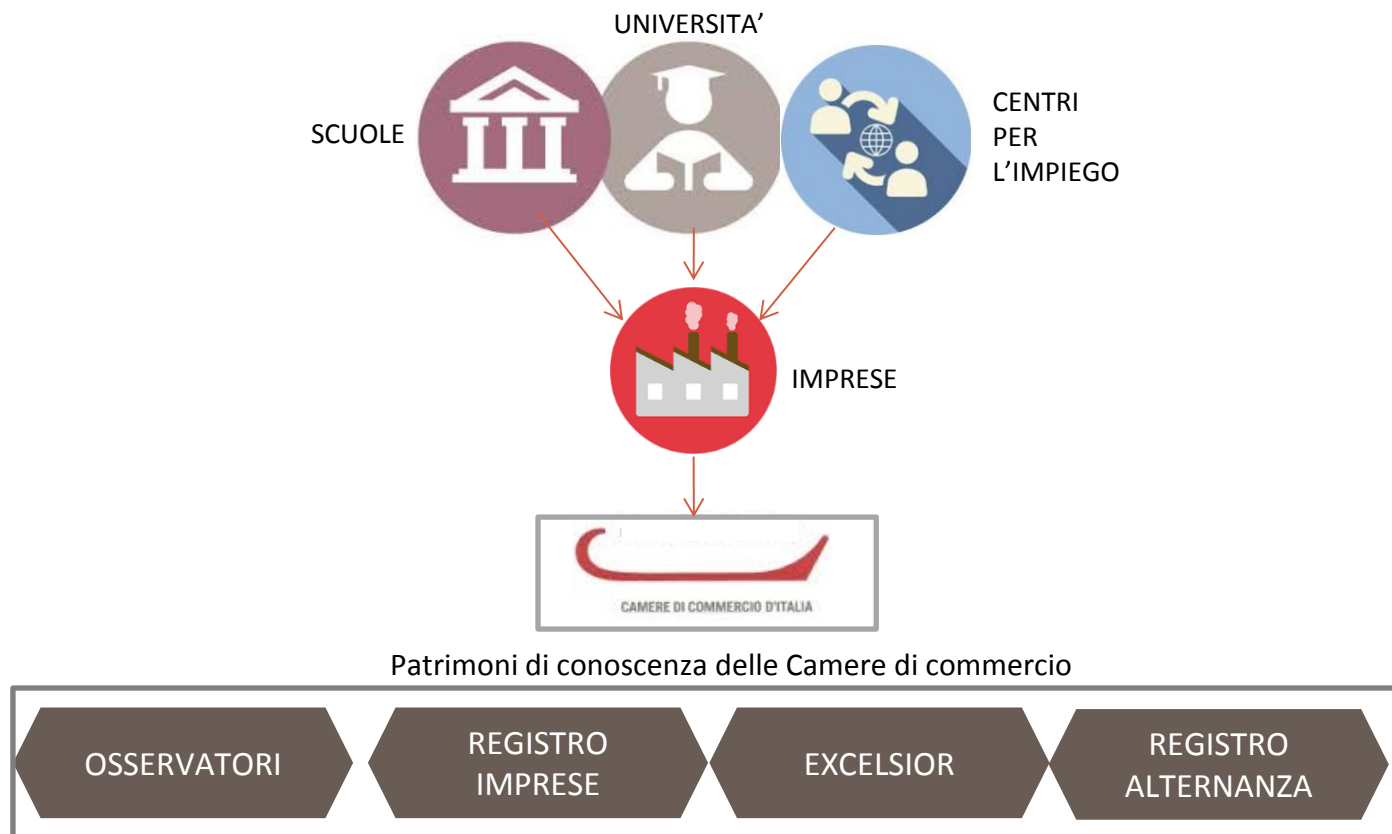 UNIVERSITA’
SCUOLE
CENTRI
PER
L’IMPIEGO
IMPRESE
CAMERE DI COMMERCIO D'ITALIA
Patrimoni di conoscenza delle Camere di commercio
OSSERVATORI
REGISTRO
IMPRESE
EXCELSIOR
REGISTRO
ALTERNANZA